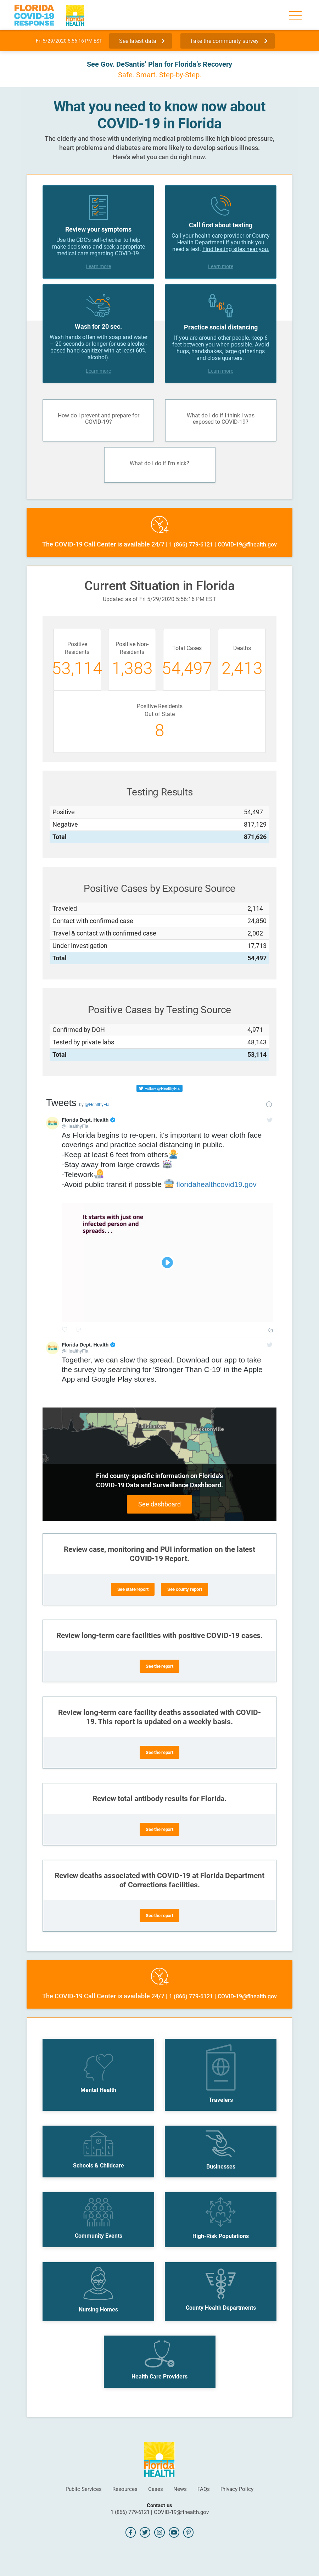 FLORIDA
COVID-19
RESPONSE
Florida
HEALTH
Fri 5/29/2020 5:56:16 PM EST
See latest data
Take the community survey
See Gov. DeSantis' Plan for Florida's Recovery
Safe. Smart. Step-by-Step.
What you need to know now about
COVID-19 in Florida
The elderly and those with underlying medical problems like high blood pressure,
heart problems and diabetes are more likely to develop serious illness.
Here's what you can do right now.
Review your symptoms
Use the CDC's self-checker to help
make decisions and seek appropriate
medical care regarding COVID-19.
Learn more
Call first about testing
Call your health care provider or County
Health Department if you think you
need a test. Find testing sites near you.
Learn more
Wash for 20 sec.
Wash hands often with soap and water
– 20 seconds or longer (or use alcohol-
based hand sanitizer with at least 60%
alcohol).
Learn more
Practice social distancing
If you are around other people, keep 6
feet between you when possible. Avoid
hugs, handshakes, large gatherings
and close quarters.
Learn more
How do I prevent and prepare for
COVID-19?
What do I do if I think I was
exposed to COVID-19?
What do I do if I'm sick?
24
The COVID-19 Call Center is available 24/7 | 1 (866) 779-6121 | COVID-19@flhealth.gov
Current Situation in Florida
Updated as of Fri 5/29/2020 5:56:16 PM EST
Positive
Residents
53,114
Positive Non-
Residents
1,383
Total Cases
54,497
Deaths
2,413
Positive Residents
Out of State
8
Testing Results
Positive 54,497
Negative 817,129
Total 871,626
Positive Cases by Exposure Source
Traveled 2,114
Contact with confirmed case 24,850
Travel & contact with confirmed case 2,002
Under Investigation 17,713
Total 54,497
Positive Cases by Testing Source
Confirmed by DOH 4,971
Tested by private labs 48,143
Total 53,114
Follow @HealthyFla
Tweets by @HealthyFla
Florida Dept. Health
@HealthyFla
As Florida begins to re-open, it's important to wear cloth face
coverings and practice social distancing in public.
-Keep at least 6 feet from others
-Stay away from large crowds
-Telework
-Avoid public transit if possible floridahealthcovid19.gov
It starts with just one
infected person and
spreads. . .
Florida Dept. Health
@HealthyFla
Together, we can slow the spread. Download our app to take
the survey by searching for 'Stronger Than C-19' in the Apple
App and Google Play stores.
Tallahassee
Jacksonville
Find county-specific information on Florida's
COVID-19 Data and Surveillance Dashboard.
See dashboard
Review case, monitoring and PUI information on the latest
COVID-19 Report.
See state report
See county report
Review long-term care facilities with positive COVID-19 cases.
See the report
Review long-term care facility deaths associated with COVID-
19. This report is updated on a weekly basis.
See the report
Review total antibody results for Florida.
See the report
Review deaths associated with COVID-19 at Florida Department
of Corrections facilities.
See the report
24
The COVID-19 Call Center is available 24/7 | 1 (866) 779-6121 | COVID-19@flhealth.gov
Mental Health
Travelers
Schools & Childcare
Businesses
Community Events
High-Risk Populations
Nursing Homes
County Health Departments
Health Care Providers
Florida
HEALTH
Public Services Resources Cases News FAQs Privacy Policy
Contact us
1 (866) 779-6121 | COVID-19@flhealth.gov